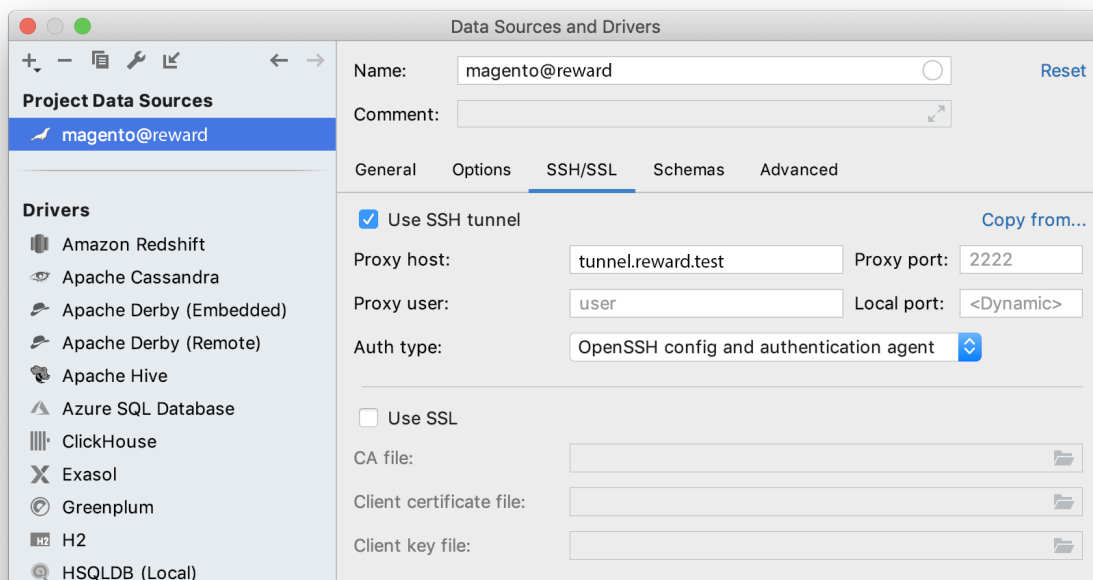 Data Sources and Drivers
Project Data Sources
magento@reward
Drivers
Amazon Redshift
Apache Cassandra
Apache Derby (Embedded)
Apache Derby (Remote)
Apache Hive
Azure SQL Database
ClickHouse
Exasol
Greenplum
H2 H2
HSQLDB (Local)
Name: magento@reward Reset
Comment:
General Options SSH/SSL Schemas Advanced
Use SSH tunnel Copy from...
Proxy host: tunnel.reward.test Proxy port: 2222
Proxy user: user Local port: <Dynamic>
Auth type: OpenSSH config and authentication agent
Use SSL
CA file:
Client certificate file:
Client key file: